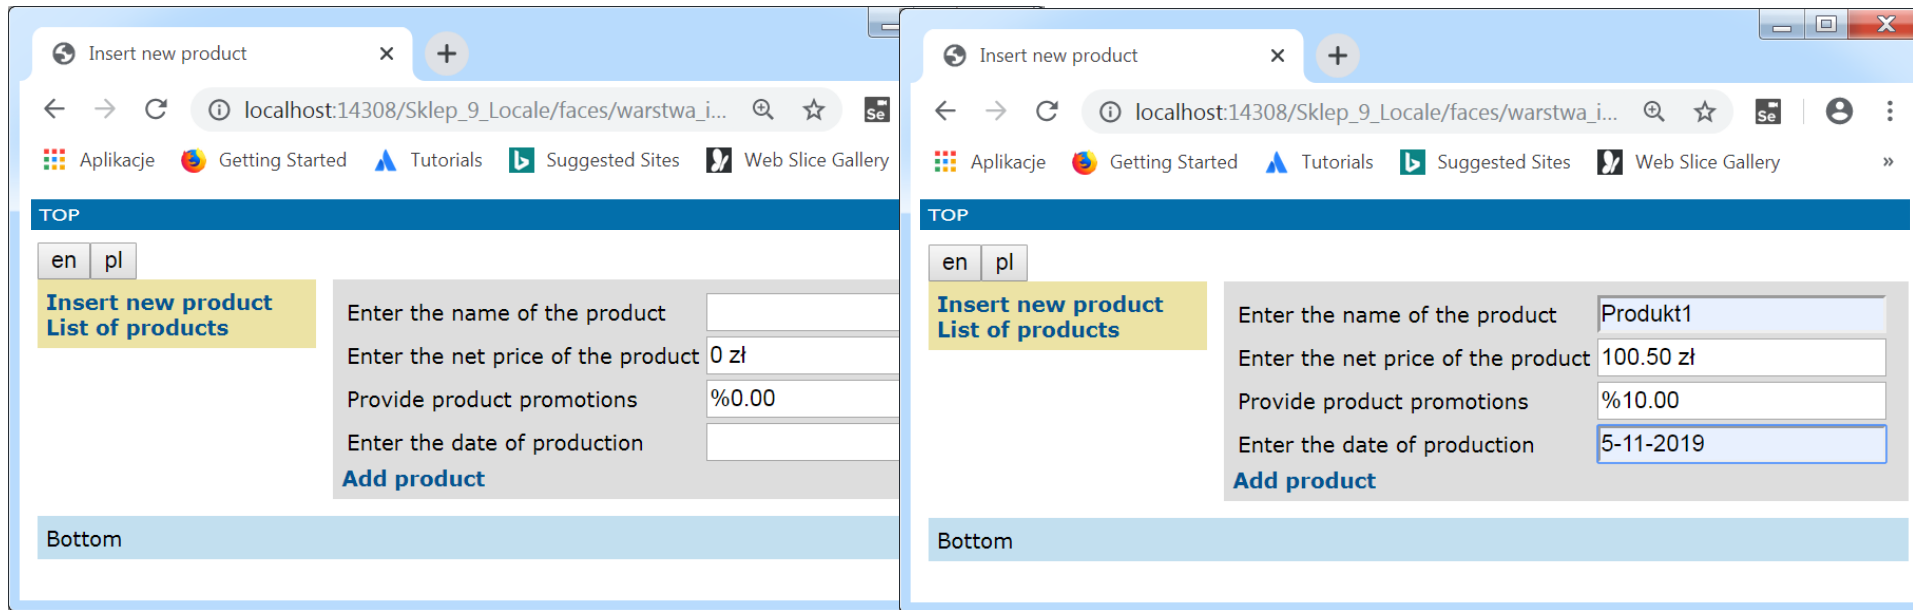 Insert new product
localhost:14308/Sklep_9_Locale/faces/warstwa_i...
Se
Aplikacje Getting Started Tutorials Suggested Sites Web Slice Gallery
TOP
en pl
Insert new product
List of products
Enter the name of the product
Enter the net price of the product 0 zł
Provide product promotions %0.00
Enter the date of production
Add product
Bottom
Insert new product
localhost:14308/Sklep_9_Locale/faces/warstwa_i...
Se
Aplikacje Getting Started Tutorials Suggested Sites Web Slice Gallery »
TOP
en pl
Insert new product
List of products
Enter the name of the product Produkt1
Enter the net price of the product 100.50 zł
Provide product promotions %10.00
Enter the date of production 5-11-2019
Add product
Bottom